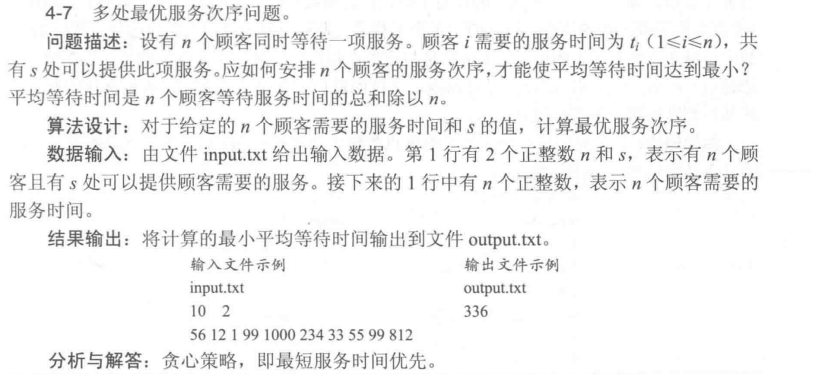 4-7 多处最优服务次序问题。
问题描述：设有 n 个顾客同时等待一项服务。顾客 i 需要的服务时间为 tᵢ（1≤i≤n），共
有 s 处可以提供此项服务。应如何安排 n 个顾客的服务次序，才能使平均等待时间达到最小？
平均等待时间是 n 个顾客等待服务时间的总和除以 n。
算法设计：对于给定的 n 个顾客需要的服务时间和 s 的值，计算最优服务次序。
数据输入：由文件 input.txt 给出输入数据。第 1 行有 2 个正整数 n 和 s，表示有 n 个顾
客且有 s 处可以提供顾客需要的服务。接下来的 1 行中有 n 个正整数，表示 n 个顾客需要的
服务时间。
结果输出：将计算的最小平均等待时间输出到文件 output.txt。
输入文件示例 输出文件示例
input.txt output.txt
10 2 336
56 12 1 99 1000 234 33 55 99 812
分析与解答：贪心策略，即最短服务时间优先。